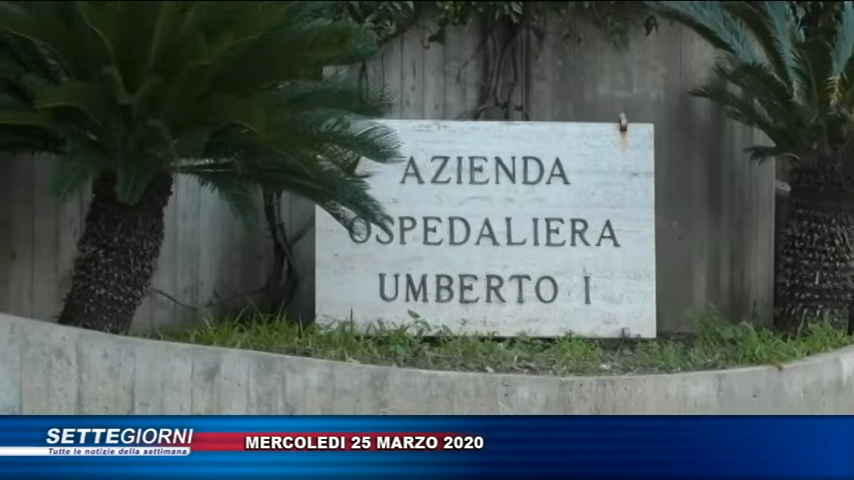 AZIENDA
OSPEDALIERA
UMBERTO I
SETTEGIORNI
Tutte le notizie della settimana
MERCOLEDI 25 MARZO 2020